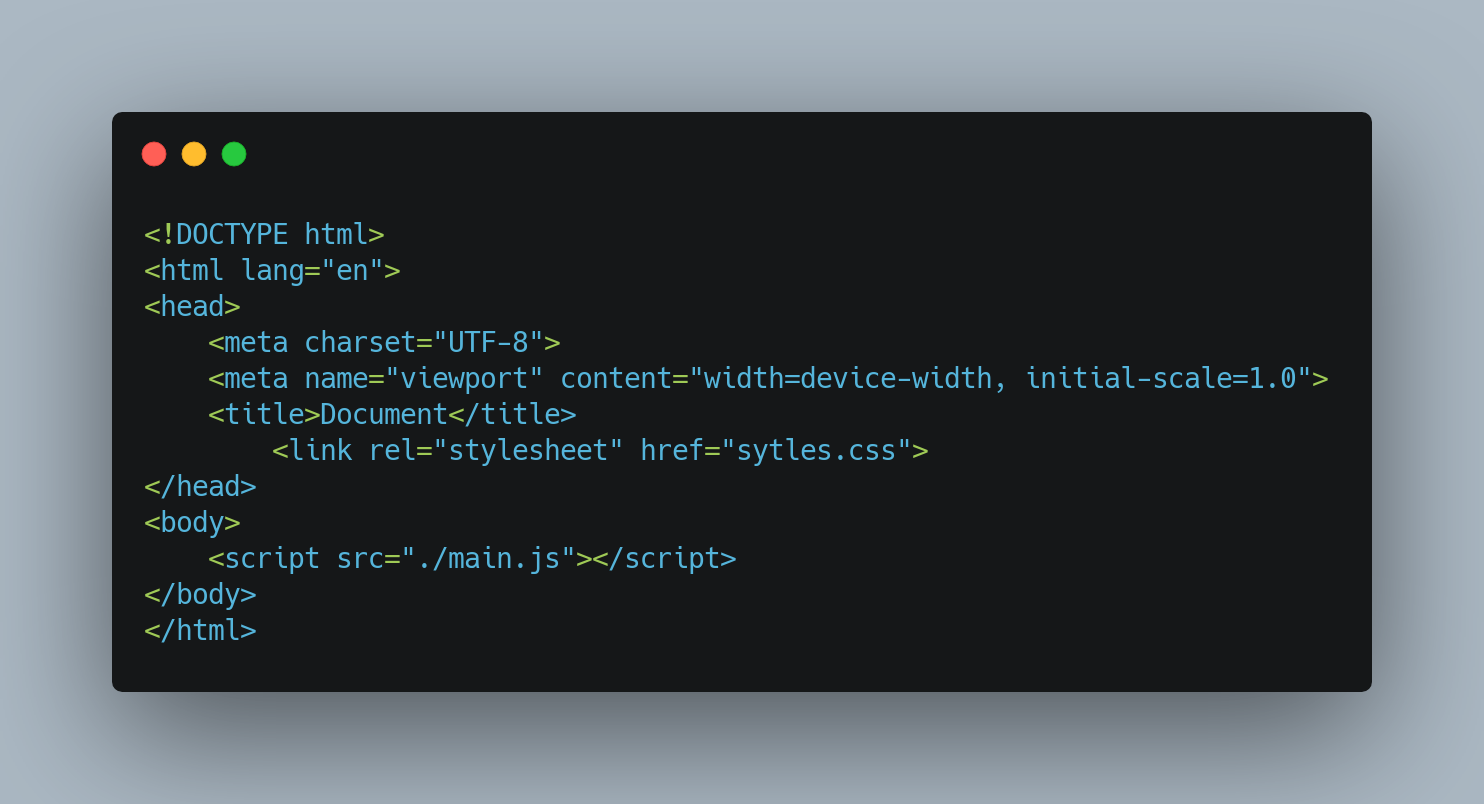 <!DOCTYPE html>
<html lang="en">
<head>
    <meta charset="UTF-8">
    <meta name="viewport" content="width=device-width, initial-scale=1.0">
    <title>Document</title>
        <link rel="stylesheet" href="sytles.css">
</head>
<body>
    <script src="./main.js"></script>
</body>
</html>